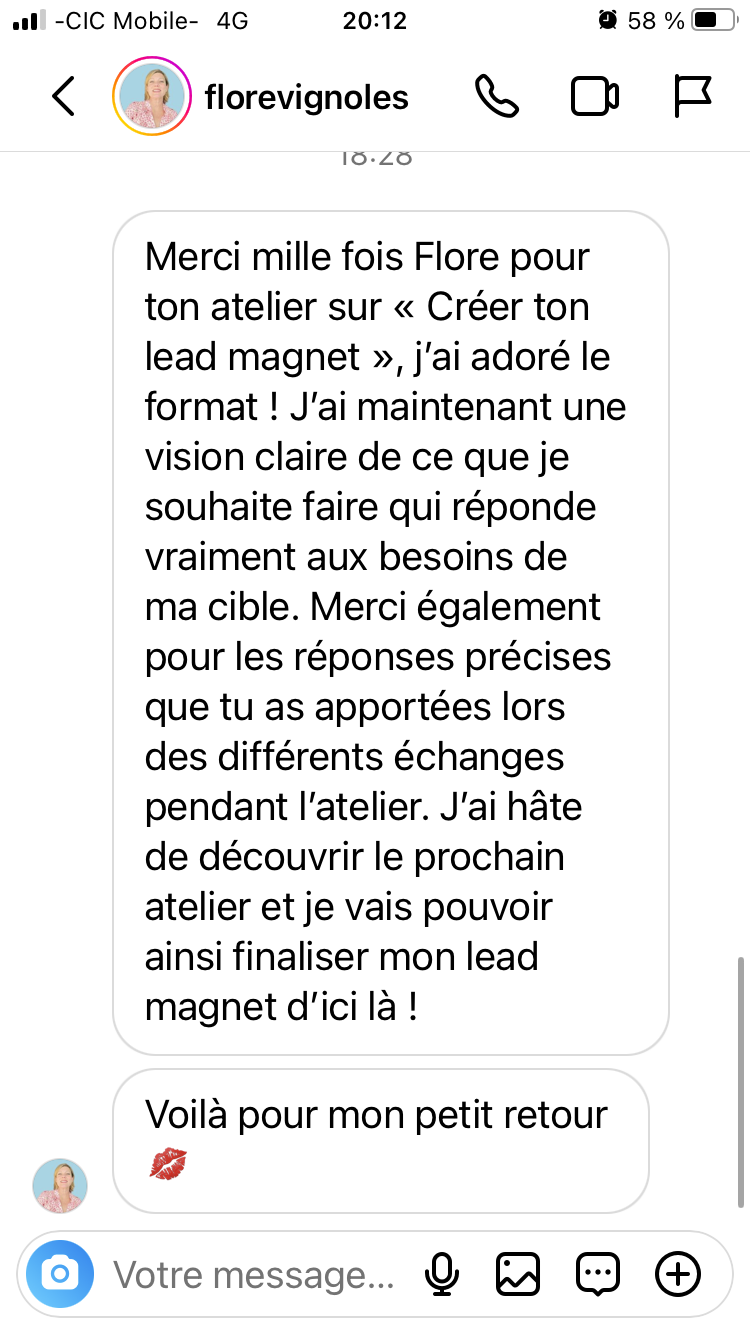 -CIC Mobile- 4G 20:12 58 %
florevignoles
18:28
Merci mille fois Flore pour
ton atelier sur « Créer ton
lead magnet », j’ai adoré le
format ! J’ai maintenant une
vision claire de ce que je
souhaite faire qui réponde
vraiment aux besoins de
ma cible. Merci également
pour les réponses précises
que tu as apportées lors
des différents échanges
pendant l’atelier. J’ai hâte
de découvrir le prochain
atelier et je vais pouvoir
ainsi finaliser mon lead
magnet d’ici là !
Voilà pour mon petit retour
💋
Votre message...